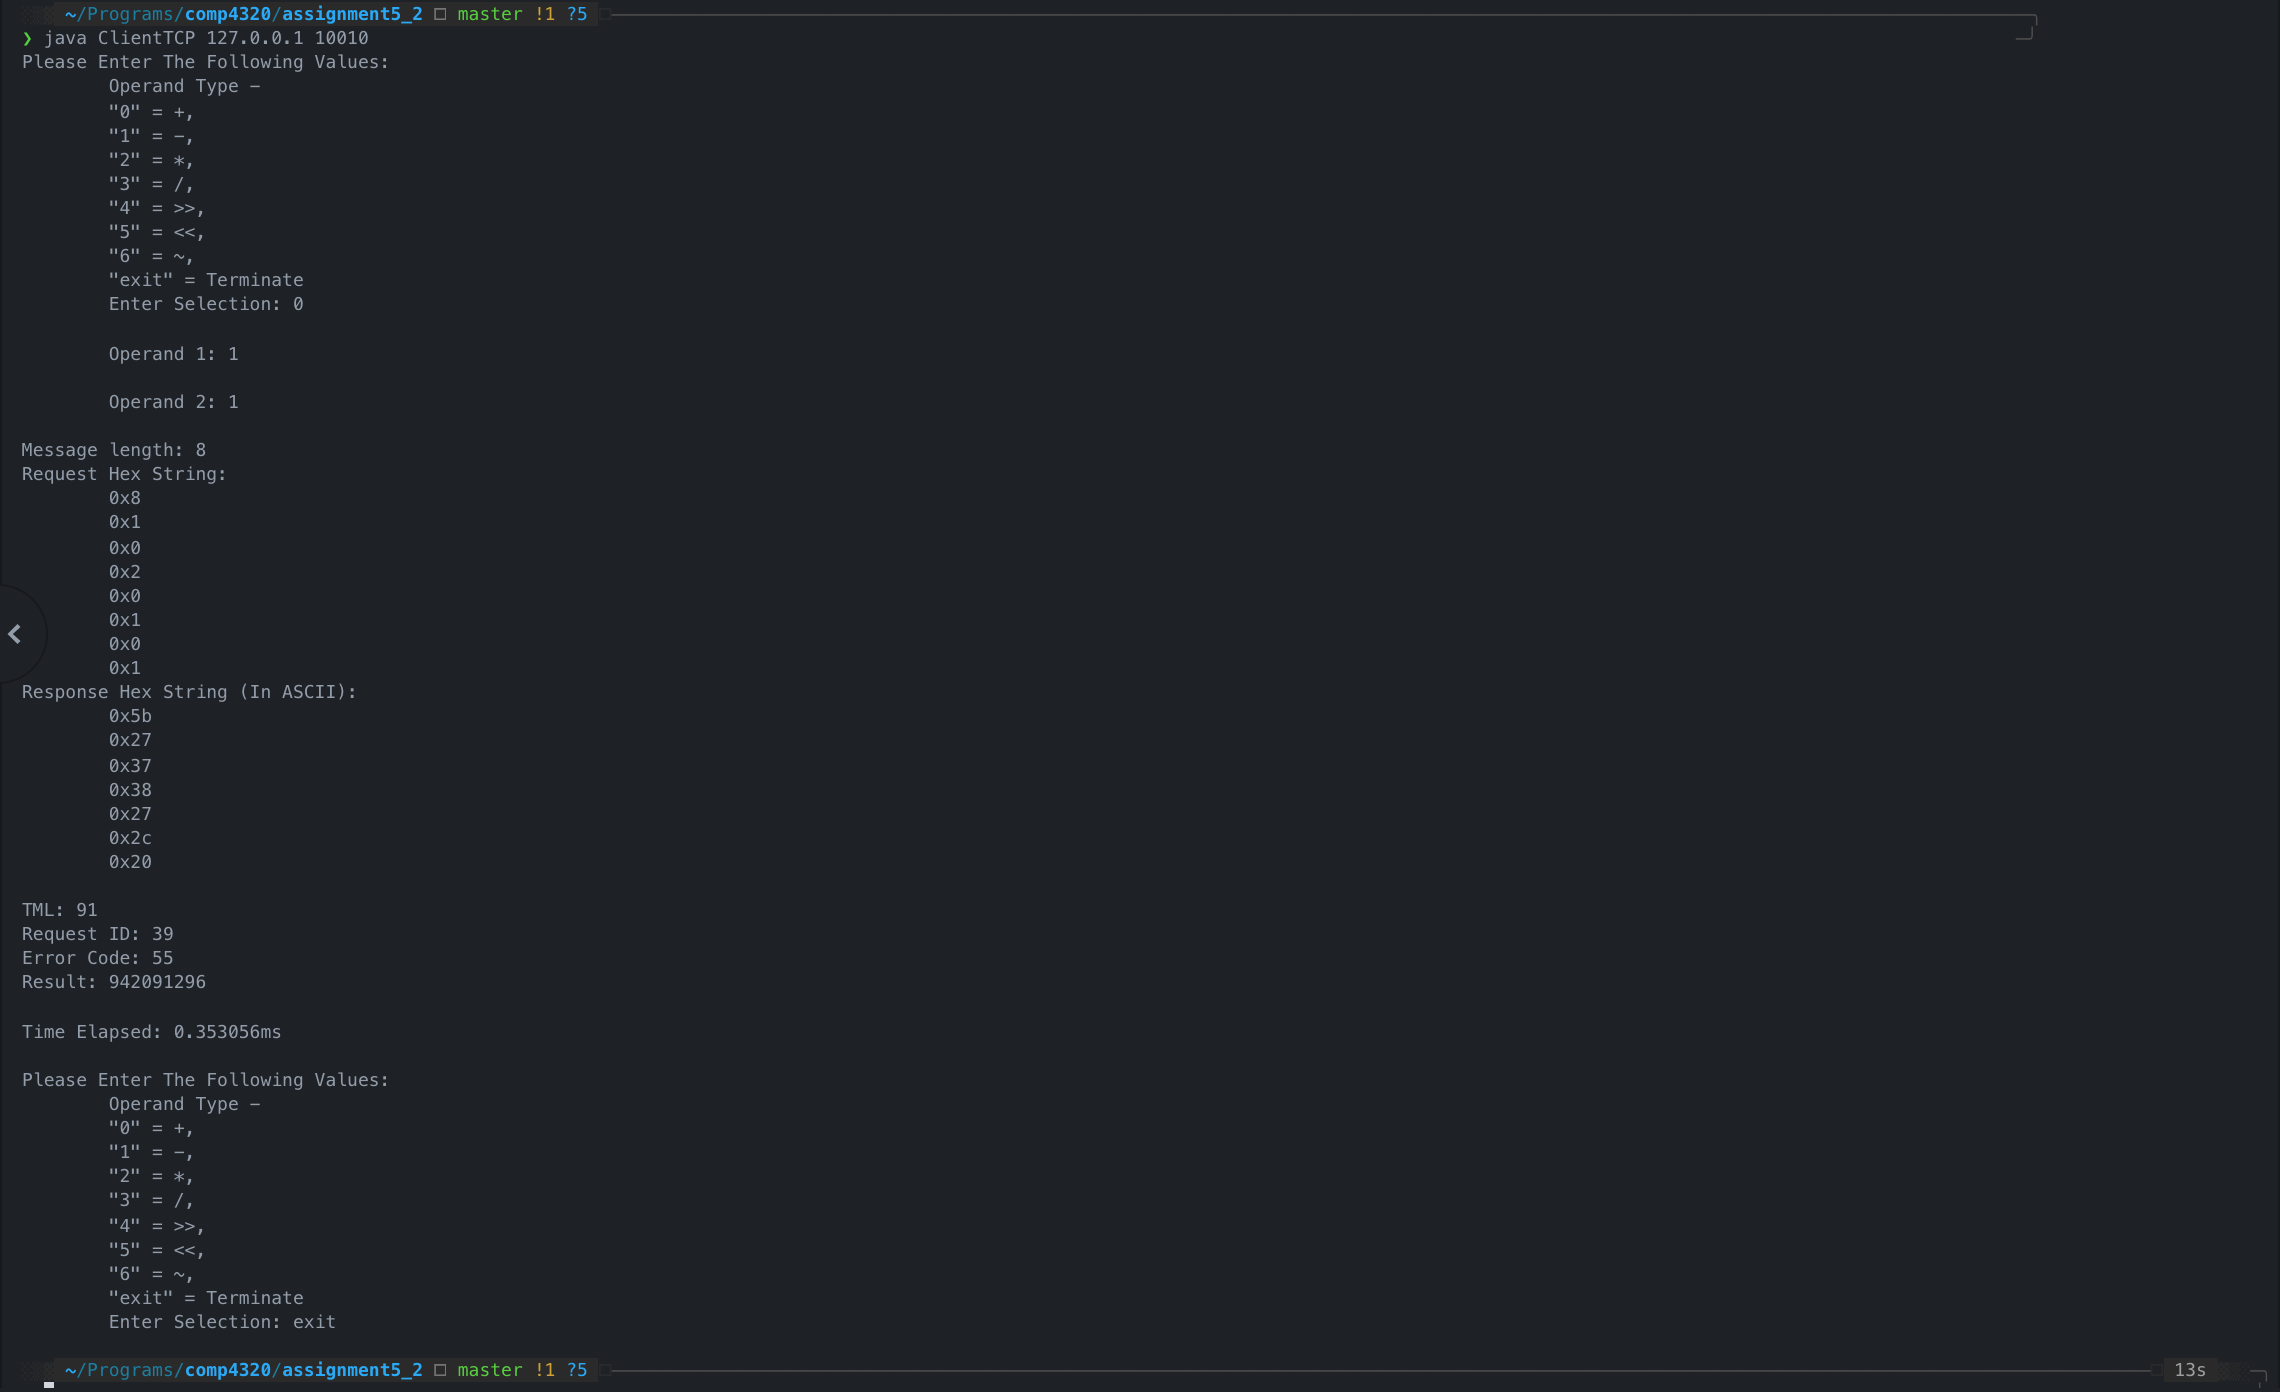 ~/Programs/comp4320/assignment5_2 □ master !1 ?5
❯ java ClientTCP 127.0.0.1 10010
Please Enter The Following Values:
Operand Type -
"0" = +,
"1" = -,
"2" = *,
"3" = /,
"4" = >>,
"5" = <<,
"6" = ~,
"exit" = Terminate
Enter Selection: 0
Operand 1: 1
Operand 2: 1
Message length: 8
Request Hex String:
0x8
0x1
0x0
0x2
0x0
0x1
0x0
0x1
Response Hex String (In ASCII):
0x5b
0x27
0x37
0x38
0x27
0x2c
0x20
TML: 91
Request ID: 39
Error Code: 55
Result: 942091296
Time Elapsed: 0.353056ms
Please Enter The Following Values:
Operand Type -
"0" = +,
"1" = -,
"2" = *,
"3" = /,
"4" = >>,
"5" = <<,
"6" = ~,
"exit" = Terminate
Enter Selection: exit
~/Programs/comp4320/assignment5_2 □ master !1 ?5 13s